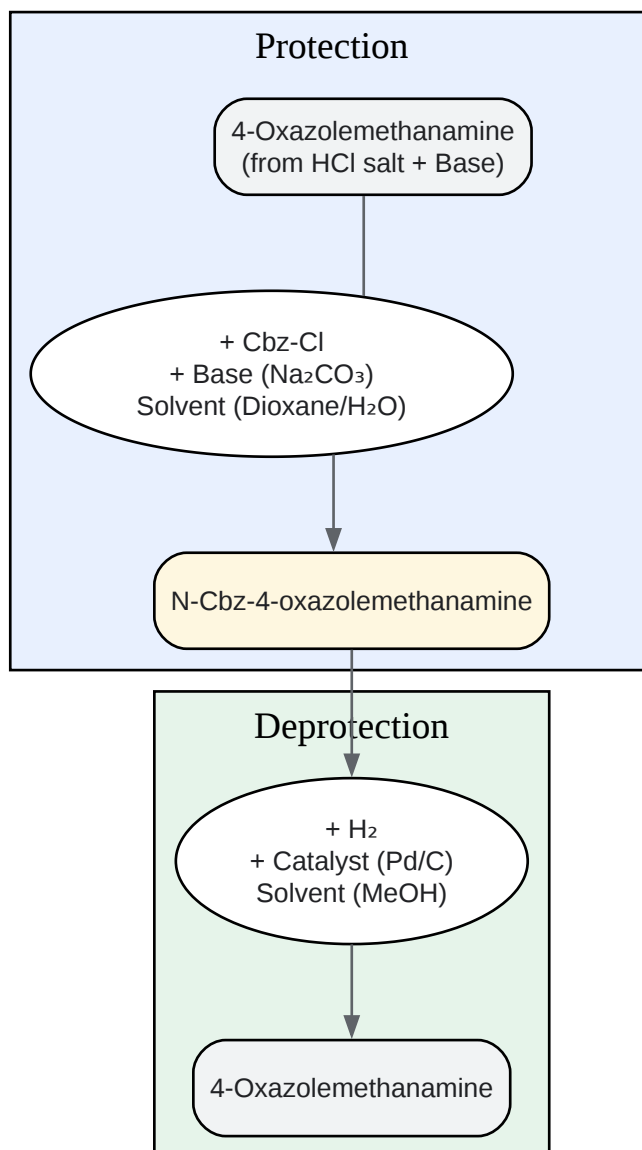 Protection
4-Oxazolemethanamine
(from HCl salt + Base)
+ Cbz-Cl
+ Base (Na₂CO₃)
Solvent (Dioxane/H₂O)
N-Cbz-4-oxazolemethanamine
Deprotection
+ H₂
+ Catalyst (Pd/C)
Solvent (MeOH)
4-Oxazolemethanamine